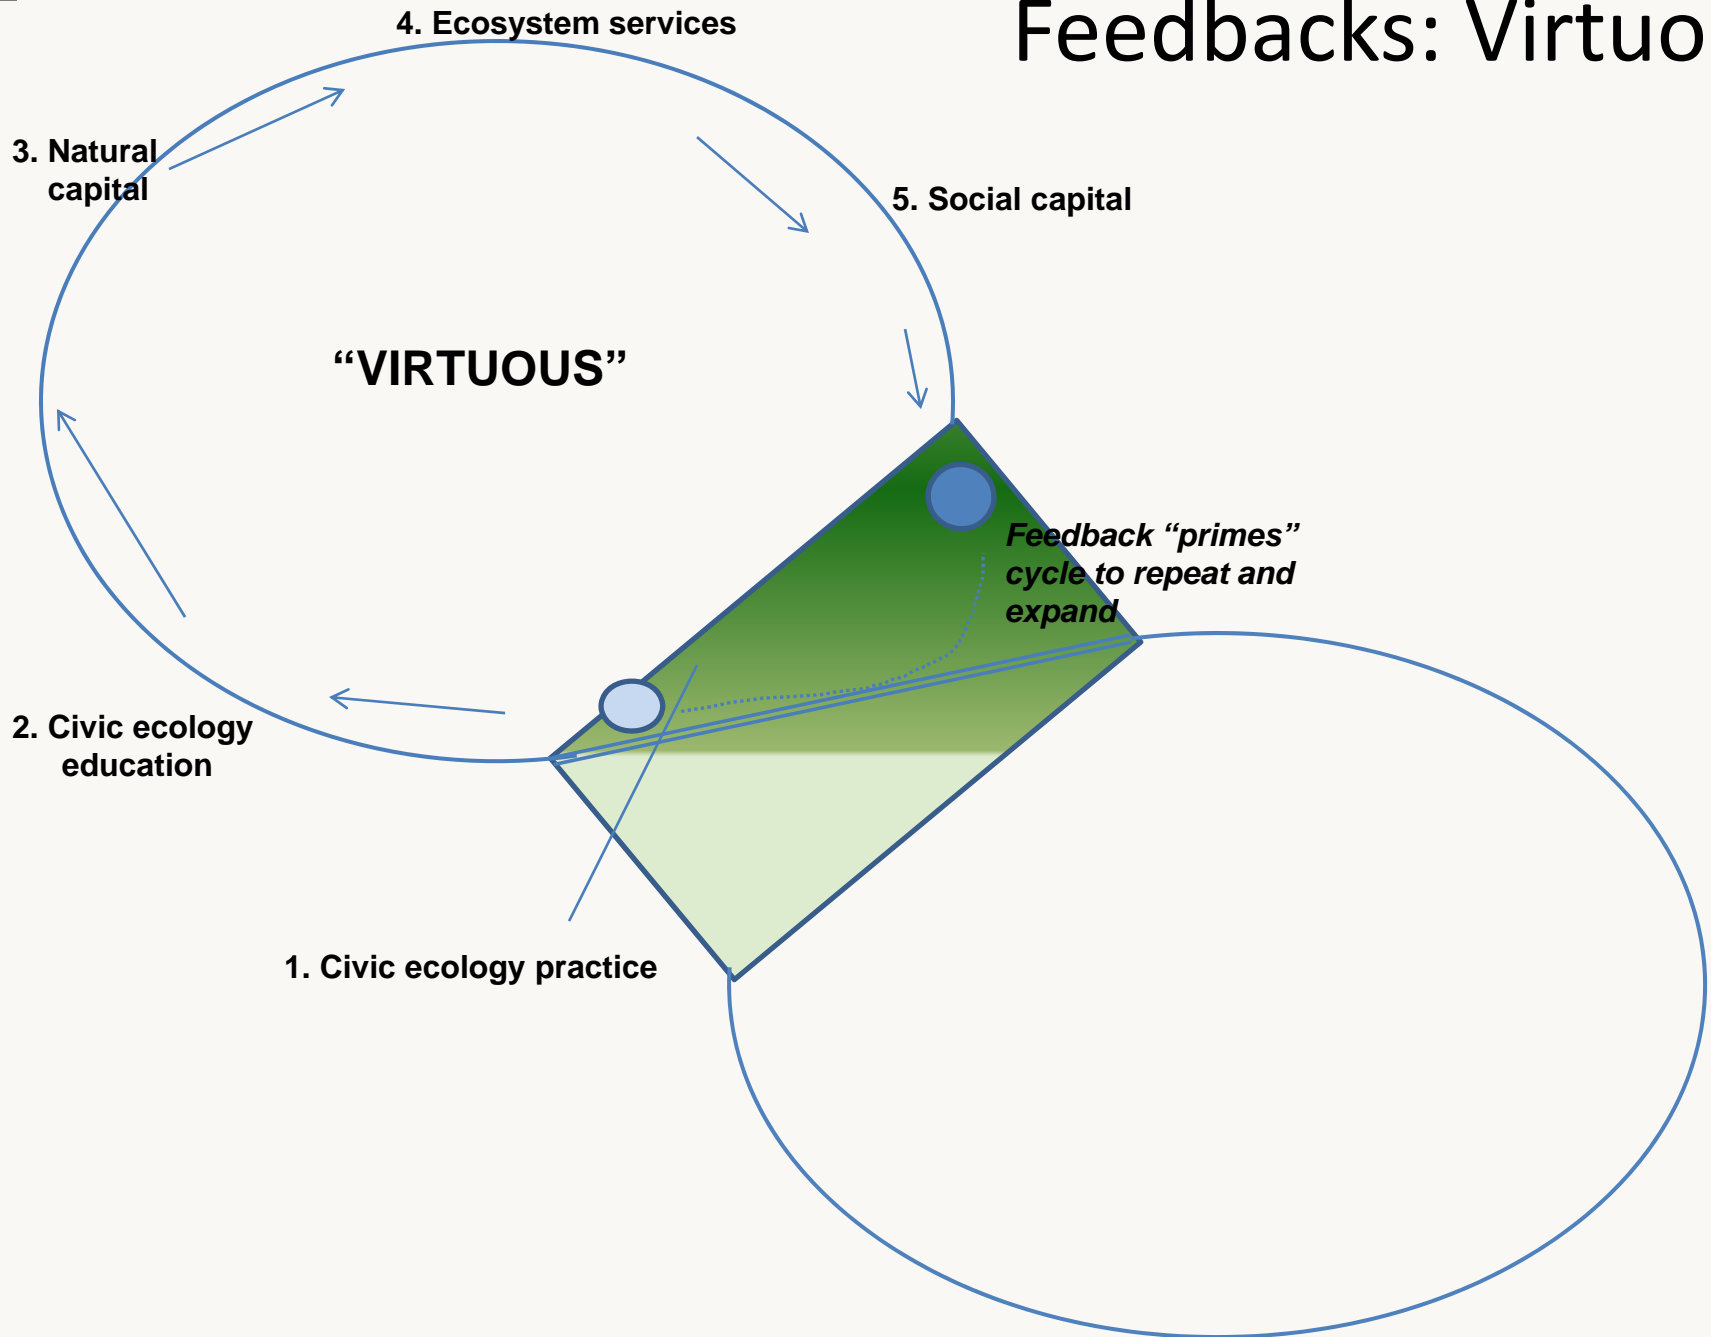 Feedbacks: Virtuo
4. Ecosystem services
3. Natural
capital
5. Social capital
“VIRTUOUS”
Feedback “primes”
cycle to repeat and
expand
2. Civic ecology
education
1. Civic ecology practice